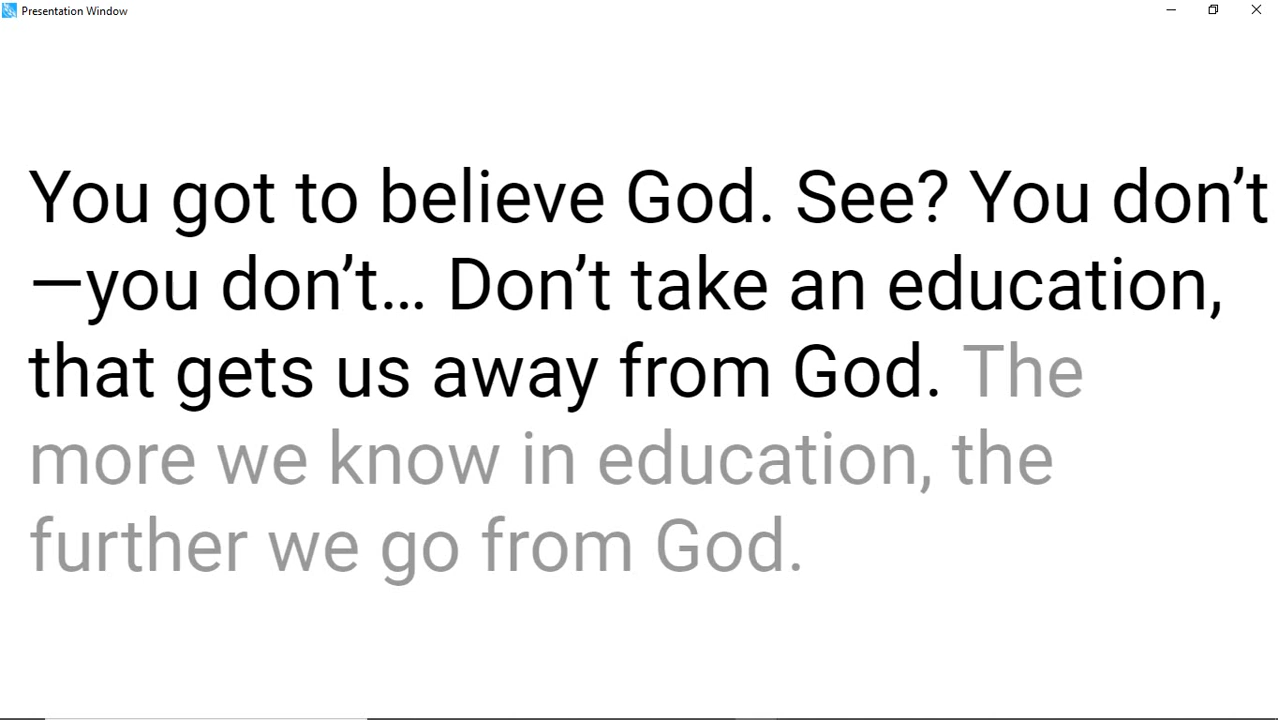 Presentation Window
You got to believe God. See? You don’t
—you don’t… Don’t take an education,
that gets us away from God. The
more we know in education, the
further we go from God.